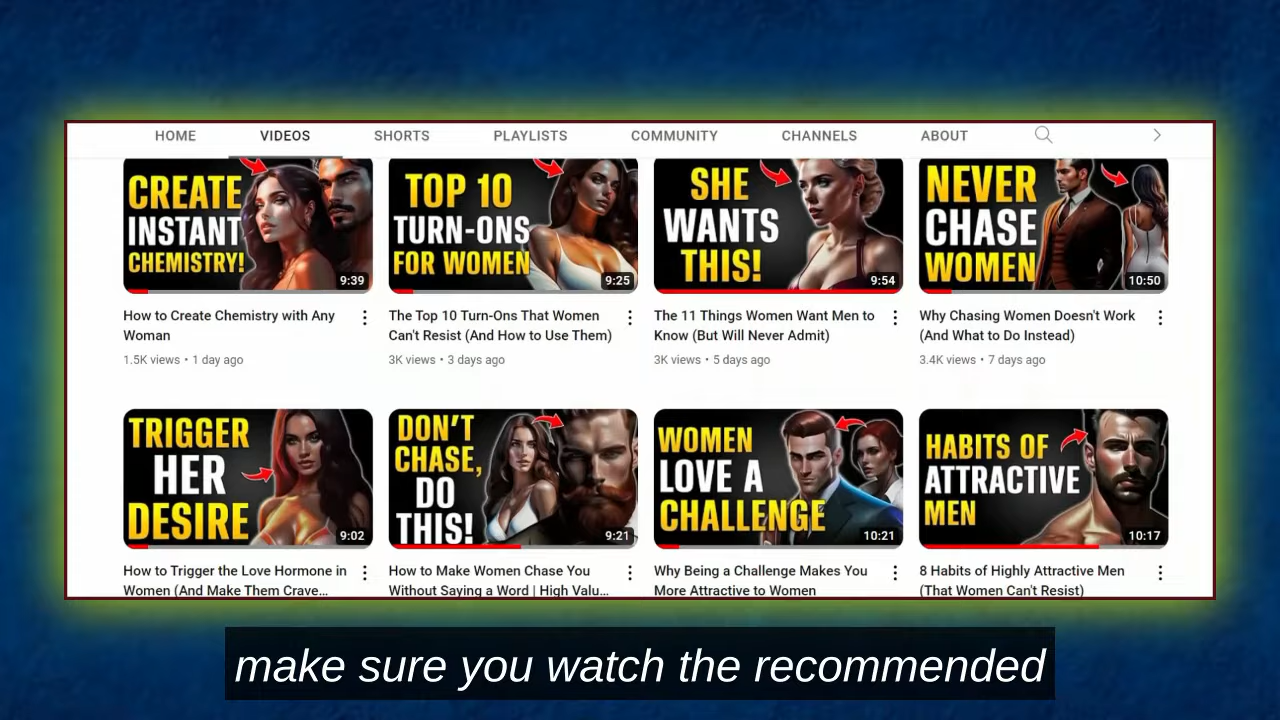 HOME VIDEOS SHORTS PLAYLISTS COMMUNITY CHANNELS ABOUT
CREATE
INSTANT
CHEMISTRY!
9:39
How to Create Chemistry with Any
Woman
1.5K views • 1 day ago
TOP 10
TURN-ONS
FOR WOMEN
9:25
The Top 10 Turn-Ons That Women
Can't Resist (And How to Use Them)
3K views • 3 days ago
SHE
WANTS
THIS!
9:54
The 11 Things Women Want Men to
Know (But Will Never Admit)
3K views • 5 days ago
NEVER
CHASE
WOMEN
10:50
Why Chasing Women Doesn't Work
(And What to Do Instead)
3.4K views • 7 days ago
TRIGGER
HER
DESIRE
9:02
How to Trigger the Love Hormone in
Women (And Make Them Crave...
DON'T
CHASE,
DO
THIS!
9:21
How to Make Women Chase You
Without Saying a Word | High Valu...
WOMEN
LOVE A
CHALLENGE
10:21
Why Being a Challenge Makes You
More Attractive to Women
HABITS OF
ATTRACTIVE
MEN
10:17
8 Habits of Highly Attractive Men
(That Women Can't Resist)
make sure you watch the recommended